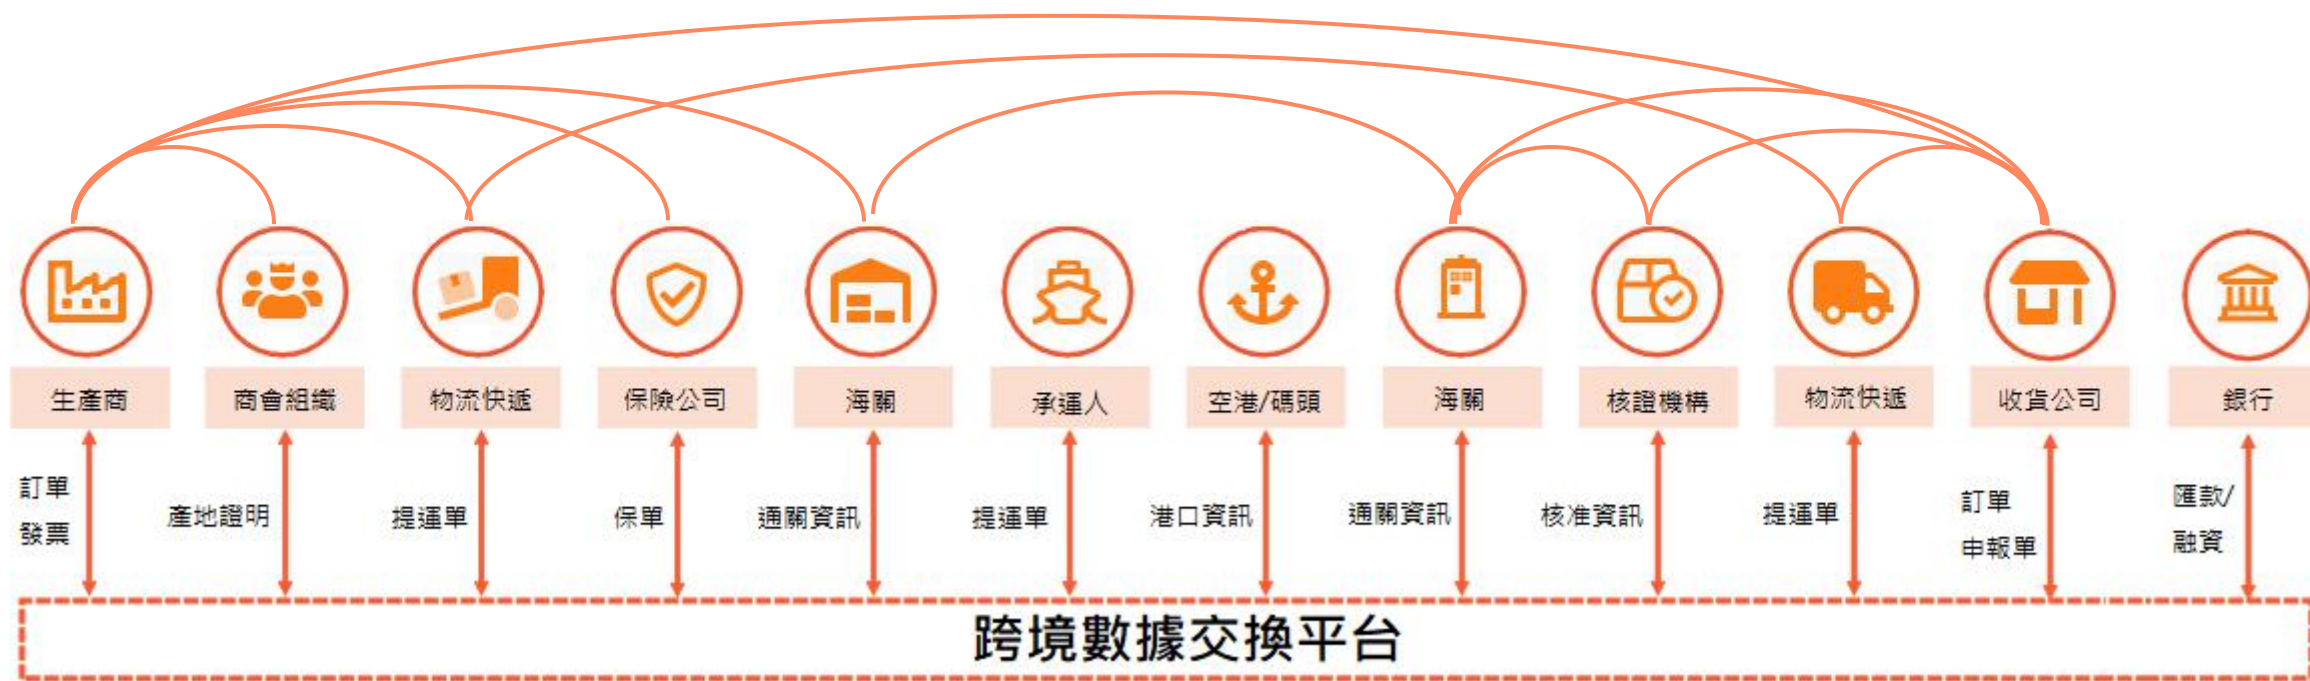 生產商
商會組織
物流快遞
保險公司
海關
承運人
空港/碼頭
海關
核證機構
物流快遞
收貨公司
銀行
訂單
發票
產地證明
提運單
保單
通關資訊
提運單
港口資訊
通關資訊
核准資訊
提運單
訂單
申報單
匯款/
融資
跨境數據交換平台